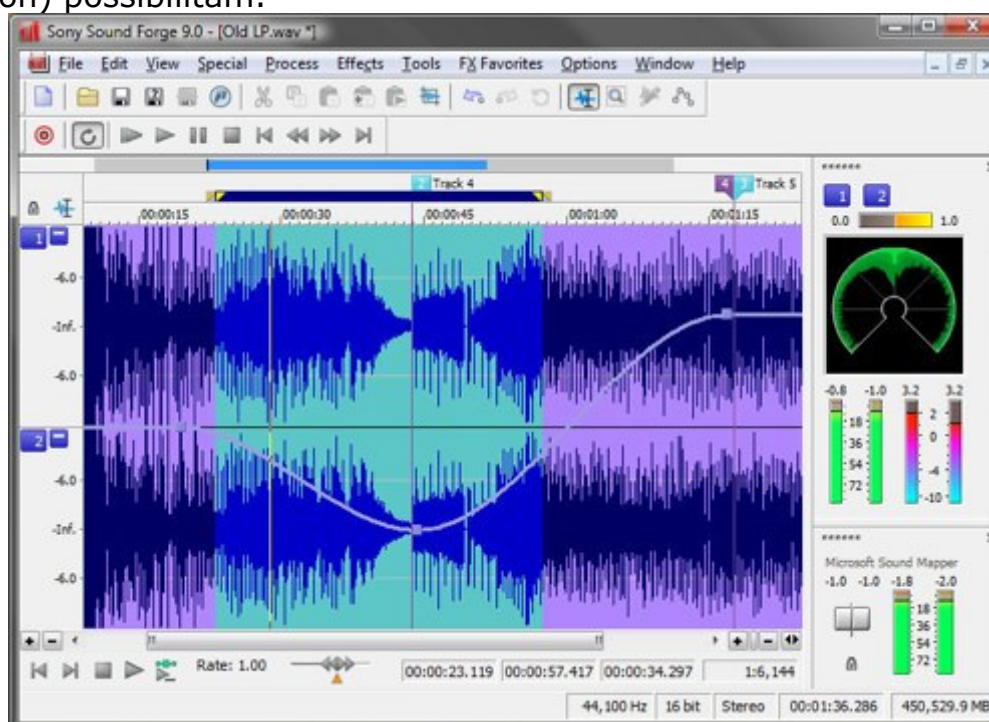 on) possibilitam:
Sony Sound Forge 9.0 - [Old LP.wav *]
File Edit View Special Process Effects Tools FX Favorites Options Window Help
2 Track 4 4 3 Track 5
00:00:15 00:00:30 00:00:45 00:01:00 00:01:15
1 2
0.0 1.0
1
-6.0
-Inf.
-6.0
2
-6.0
-Inf.
-6.0
-0.8 -1.0 3.2 3.2
18 2
36 0
54 -4
72 -10
Microsoft Sound Mapper
-1.0 -1.0 -1.8 -2.0
18
36
54
72
Rate: 1.00 00:00:23.119 00:00:57.417 00:00:34.297 1:6,144
44,100 Hz 16 bit Stereo 00:01:36.286 450,529.9 MB